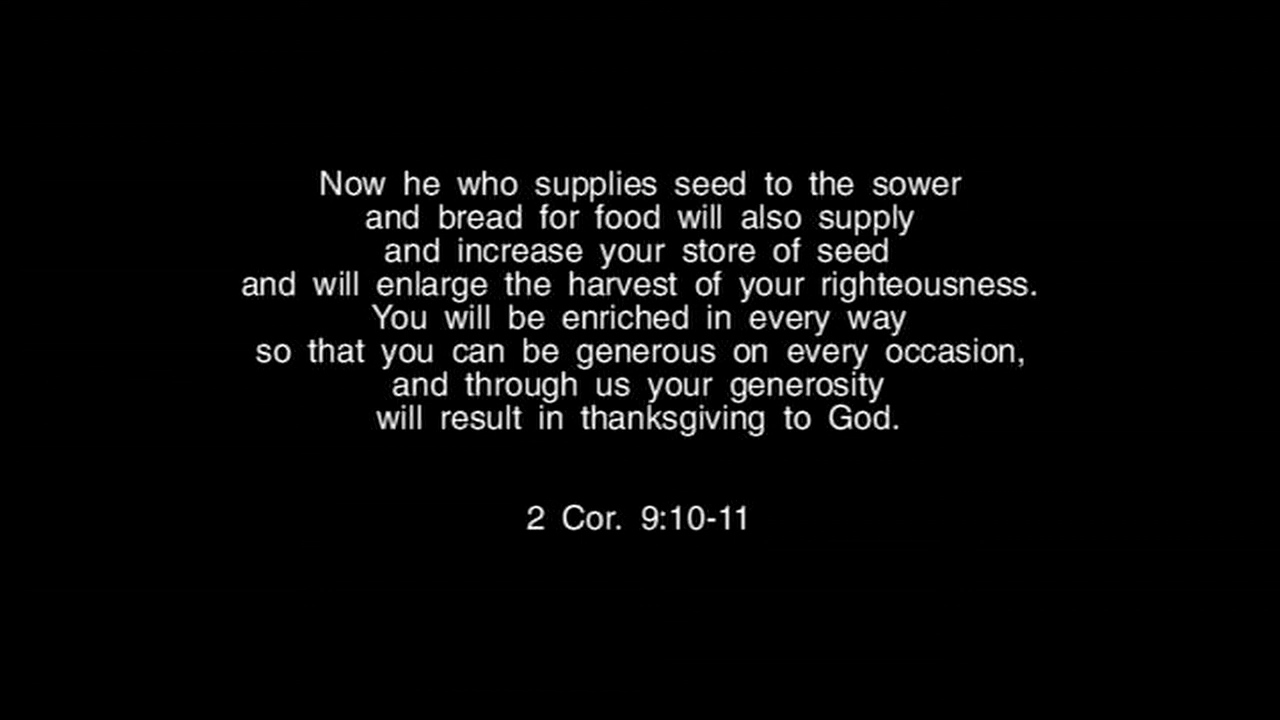 Now he who supplies seed to the sower
and bread for food will also supply
and increase your store of seed
and will enlarge the harvest of your righteousness.
You will be enriched in every way
so that you can be generous on every occasion,
and through us your generosity
will result in thanksgiving to God.
2 Cor. 9:10-11